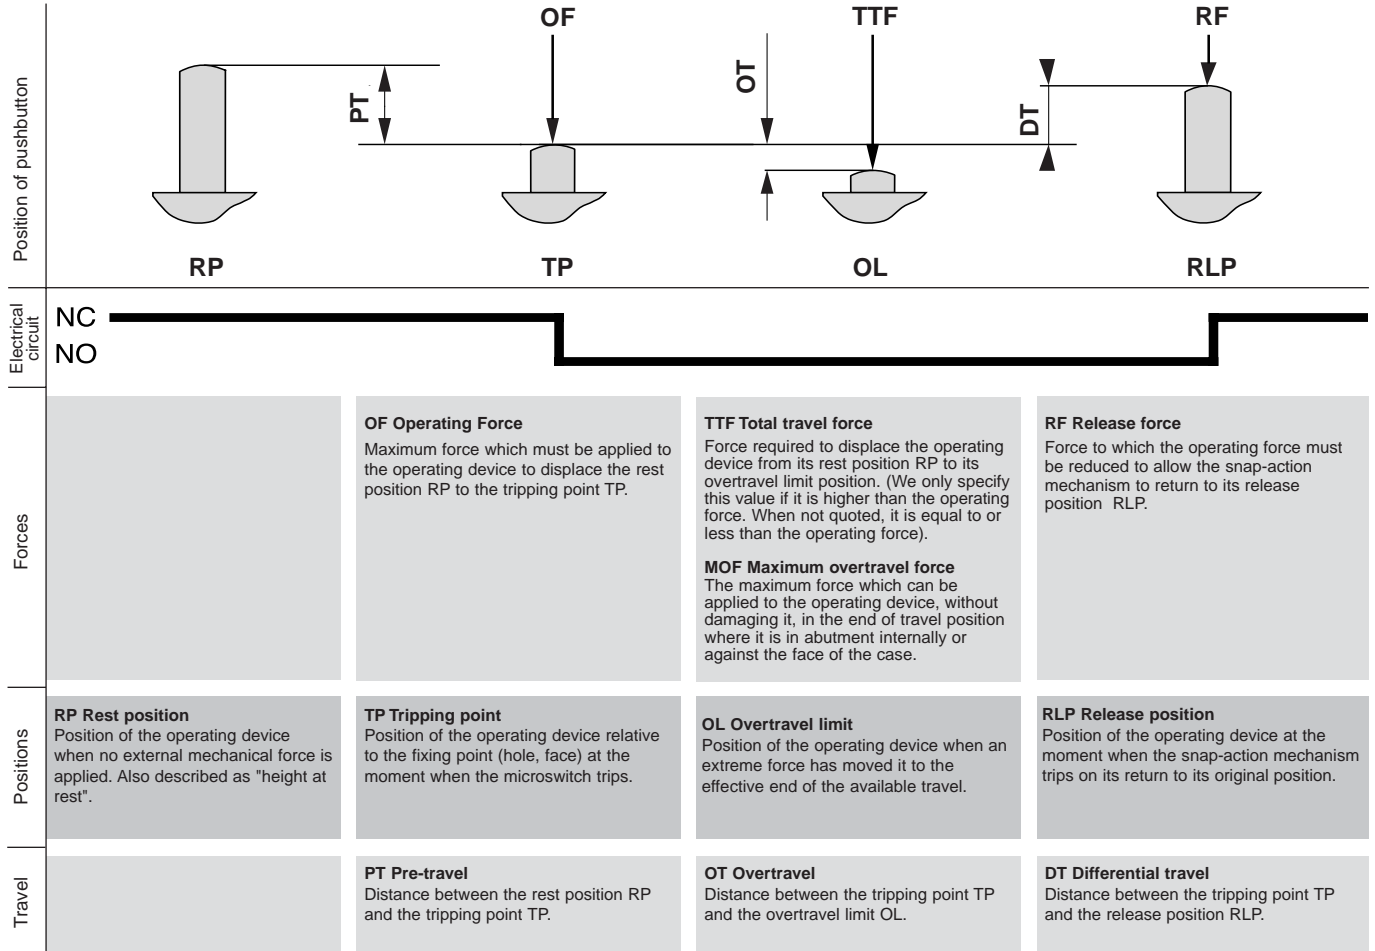 OF
TTF
RF
PT
OT
DT
Position of pushbutton
RP
TP
OL
RLP
Electrical
circuit
NC
NO
Forces
OF Operating Force
Maximum force which must be applied to
the operating device to displace the rest
position RP to the tripping point TP.
TTF Total travel force
Force required to displace the operating
device from its rest position RP to its
overtravel limit position. (We only specify
this value if it is higher than the operating
force. When not quoted, it is equal to or
less than the operating force).
MOF Maximum overtravel force
The maximum force which can be
applied to the operating device, without
damaging it, in the end of travel position
where it is in abutment internally or
against the face of the case.
RF Release force
Force to which the operating force must
be reduced to allow the snap-action
mechanism to return to its release
position RLP.
Positions
RP Rest position
Position of the operating device
when no external mechanical force is
applied. Also described as "height at
rest".
TP Tripping point
Position of the operating device relative
to the fixing point (hole, face) at the
moment when the microswitch trips.
OL Overtravel limit
Position of the operating device when an
extreme force has moved it to the
effective end of the available travel.
RLP Release position
Position of the operating device at the
moment when the snap-action mechanism
trips on its return to its original position.
Travel
PT Pre-travel
Distance between the rest position RP
and the tripping point TP.
OT Overtravel
Distance between the tripping point TP
and the overtravel limit OL.
DT Differential travel
Distance between the tripping point TP
and the release position RLP.